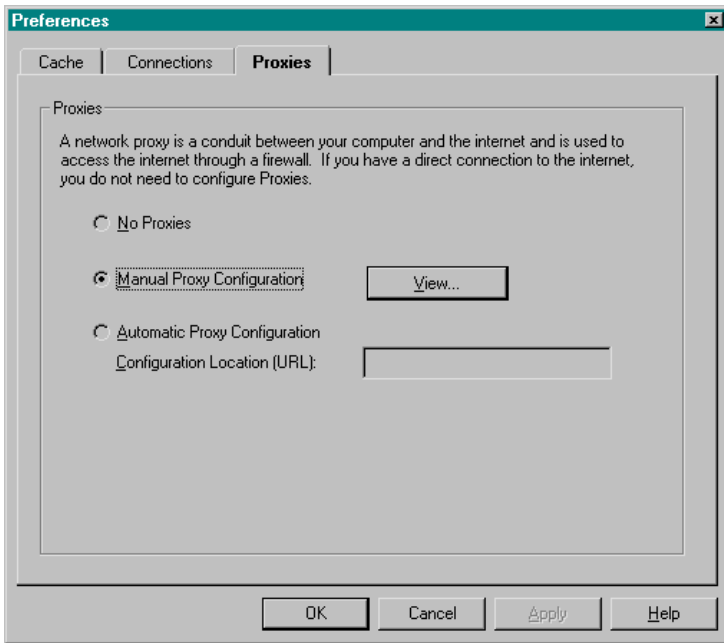 Preferences
Cache Connections Proxies
Proxies
A network proxy is a conduit between your computer and the internet and is used to
access the internet through a firewall. If you have a direct connection to the internet,
you do not need to configure Proxies.
No Proxies
Manual Proxy Configuration View...
Automatic Proxy Configuration
Configuration Location (URL):
OK Cancel Apply Help